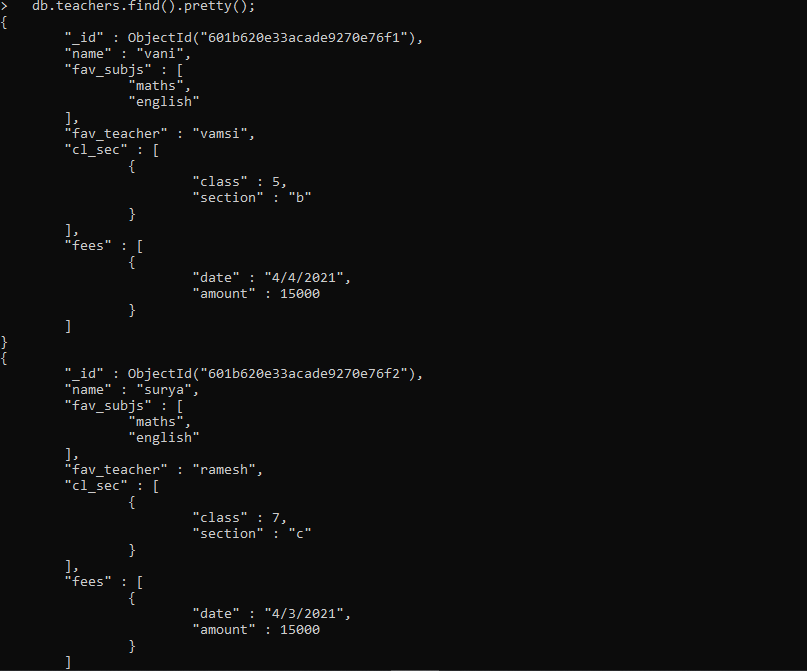 >   db.teachers.find().pretty();
{
        "_id" : ObjectId("601b620e33acade9270e76f1"),
        "name" : "vani",
        "fav_subjs" : [
                "maths",
                "english"
        ],
        "fav_teacher" : "vamsi",
        "cl_sec" : [
                {
                        "class" : 5,
                        "section" : "b"
                }
        ],
        "fees" : [
                {
                        "date" : "4/4/2021",
                        "amount" : 15000
                }
        ]
}
{
        "_id" : ObjectId("601b620e33acade9270e76f2"),
        "name" : "surya",
        "fav_subjs" : [
                "maths",
                "english"
        ],
        "fav_teacher" : "ramesh",
        "cl_sec" : [
                {
                        "class" : 7,
                        "section" : "c"
                }
        ],
        "fees" : [
                {
                        "date" : "4/3/2021",
                        "amount" : 15000
                }
        ]